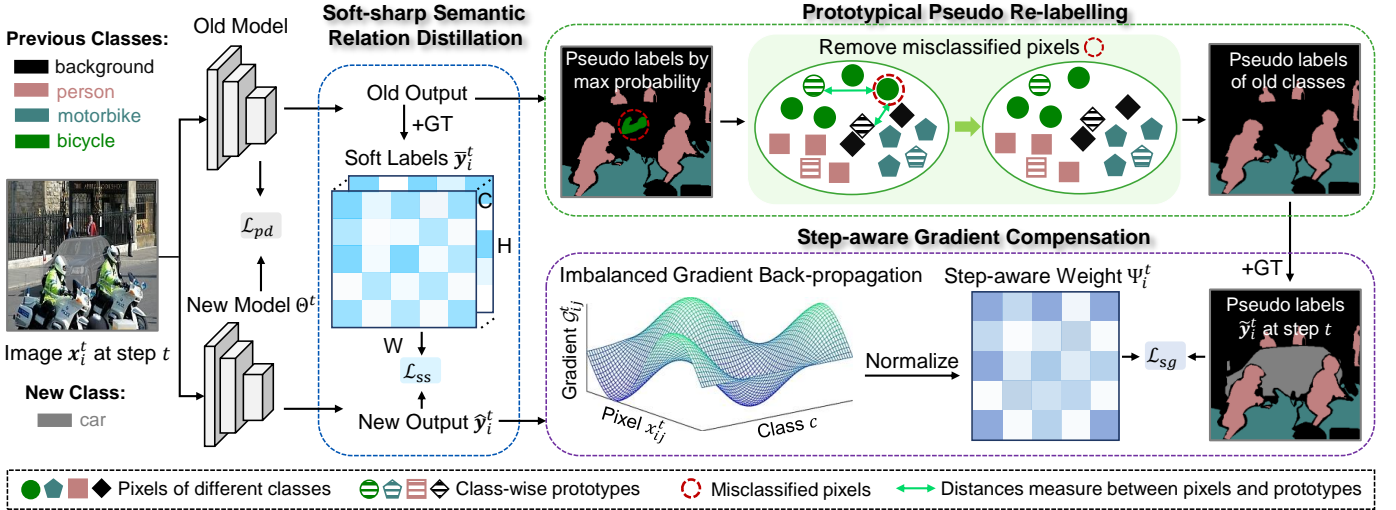 Previous Classes:
background
person
motorbike
bicycle
Image 𝒙ᵢᵗ at step t
New Class:
car
Old Model
ℒ_pd
New Model Θᵗ
Soft-sharp Semantic
Relation Distillation
Old Output
+GT
Soft Labels ȳᵢᵗ
C
H
W
ℒ_ss
New Output ŷᵢᵗ
Prototypical Pseudo Re-labelling
Pseudo labels by
max probability
Remove misclassified pixels
Pseudo labels
of old classes
+GT
Step-aware Gradient Compensation
Imbalanced Gradient Back-propagation
Gradient 𝒢ᵢⱼᵗ
Pixel xᵢⱼᵗ
Class c
Normalize
Step-aware Weight Ψᵢᵗ
ℒ_sg
Pseudo labels
ỹᵢᵗ at step t
Pixels of different classes
Class-wise prototypes
Misclassified pixels
Distances measure between pixels and prototypes